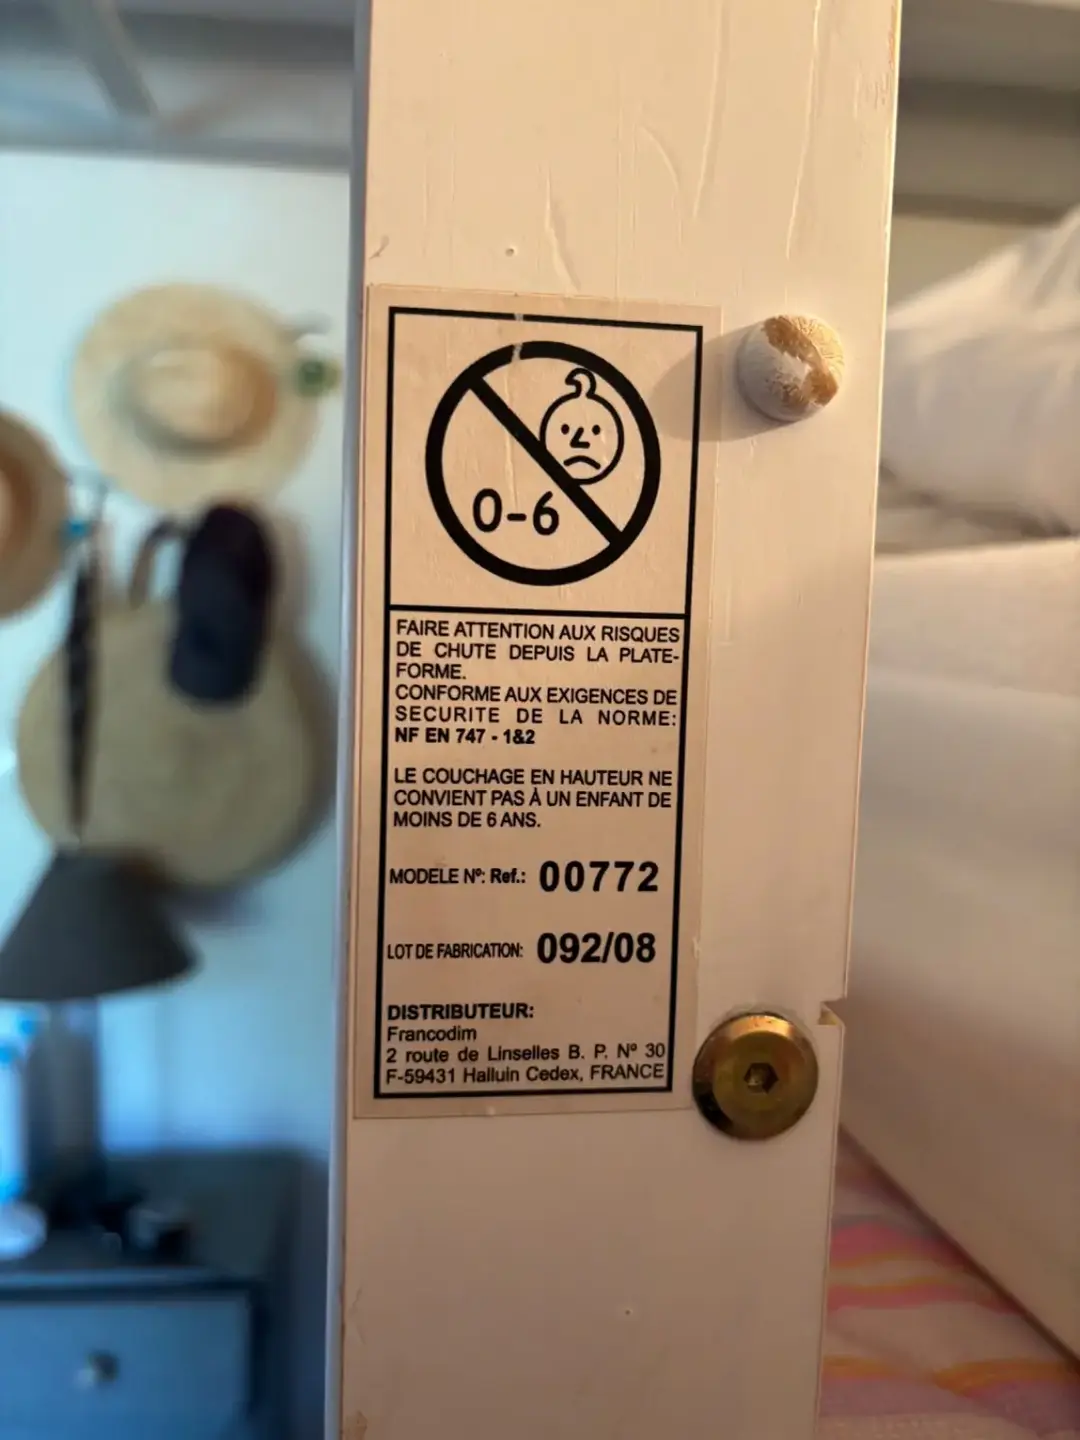 0-6
FAIRE ATTENTION AUX RISQUES
DE CHUTE DEPUIS LA PLATE-
FORME.
CONFORME AUX EXIGENCES DE
SECURITE DE LA NORME:
NF EN 747 - 1&2
LE COUCHAGE EN HAUTEUR NE
CONVIENT PAS À UN ENFANT DE
MOINS DE 6 ANS.
MODELE Nº: Ref.: 00772
LOT DE FABRICATION: 092/08
DISTRIBUTEUR:
Francodim
2 route de Linselles B. P. Nº 30
F-59431 Halluin Cedex, FRANCE